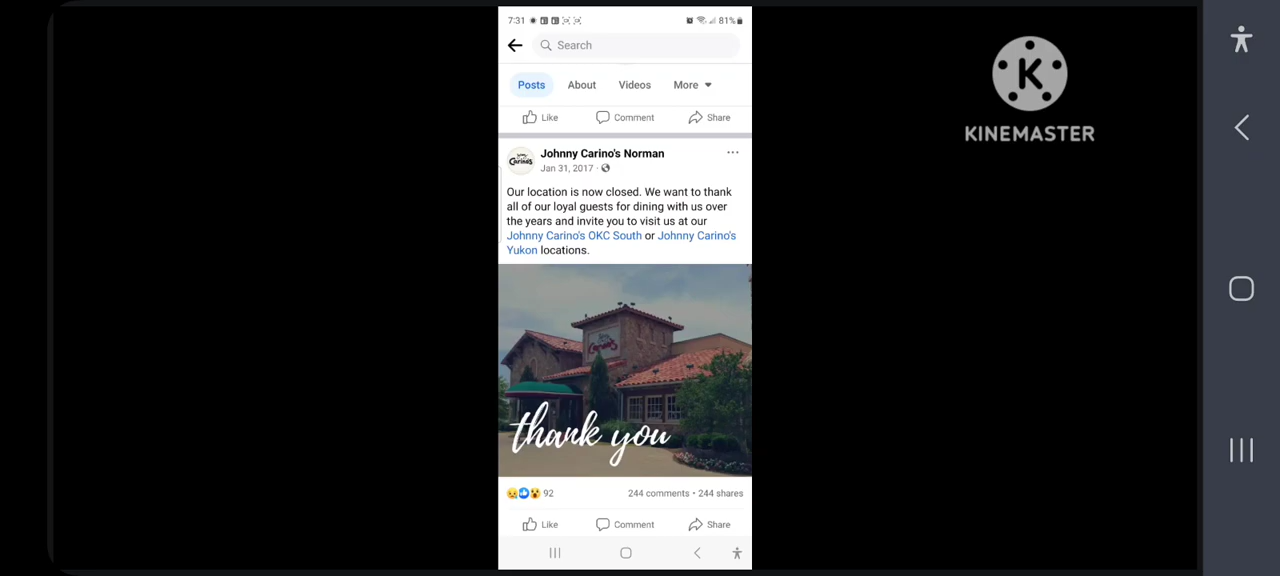 7:31
81%
Search
Posts About Videos More
Like Comment Share
Johnny Carino's Norman
Jan 31, 2017 ·
Our location is now closed. We want to thank
all of our loyal guests for dining with us over
the years and invite you to visit us at our
Johnny Carino's OKC South or Johnny Carino's
Yukon locations.
Carino's
thank you
92 244 comments • 244 shares
Like Comment Share
K
KINEMASTER